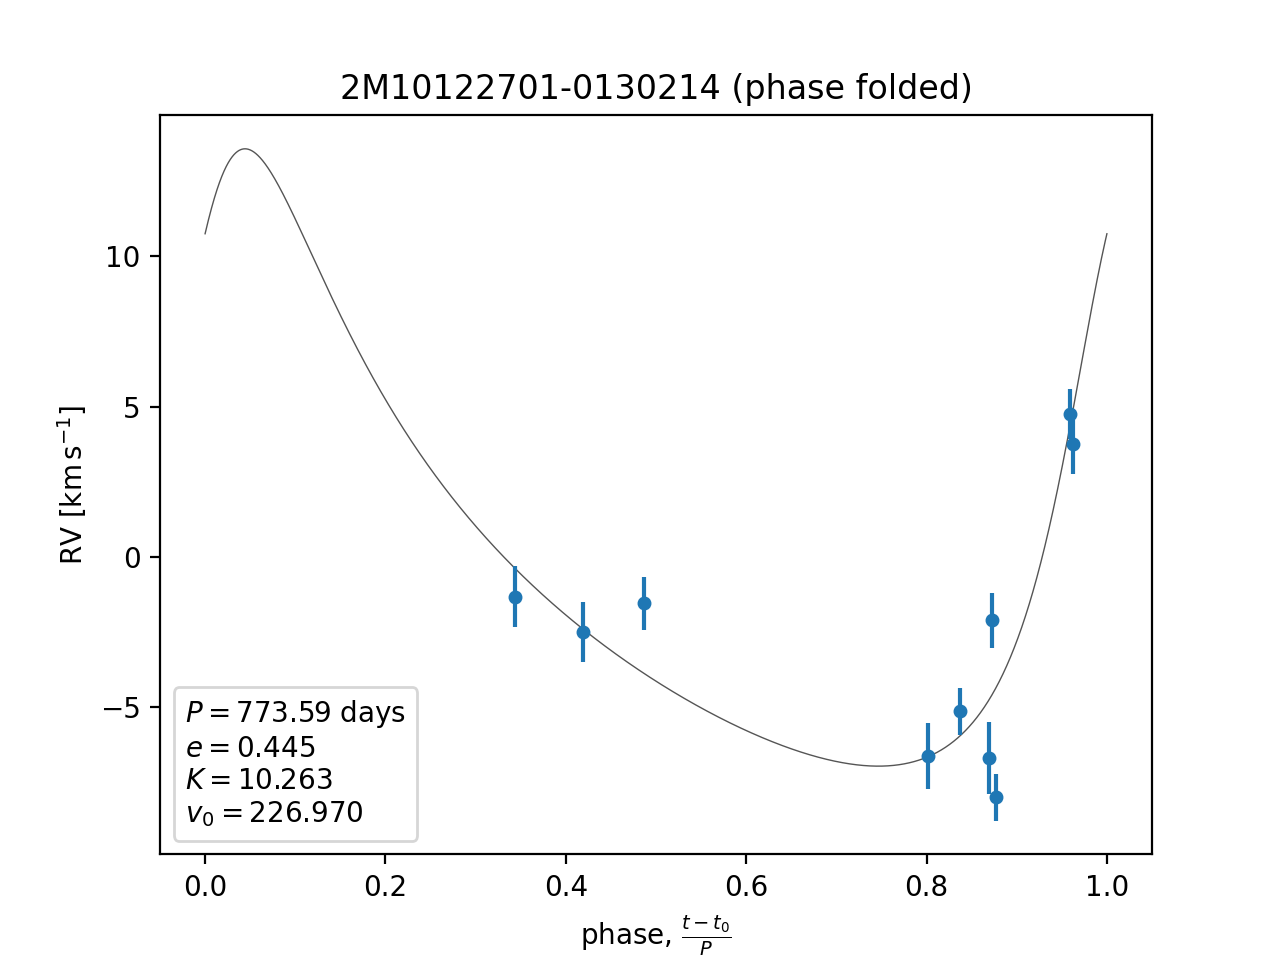 2M10122701-0130214 (phase folded)
RV [km s⁻¹]
10
5
0
−5
P = 773.59 days
e = 0.445
K = 10.263
v₀ = 226.970
0.0 0.2 0.4 0.6 0.8 1.0
phase, (t − t₀)/P